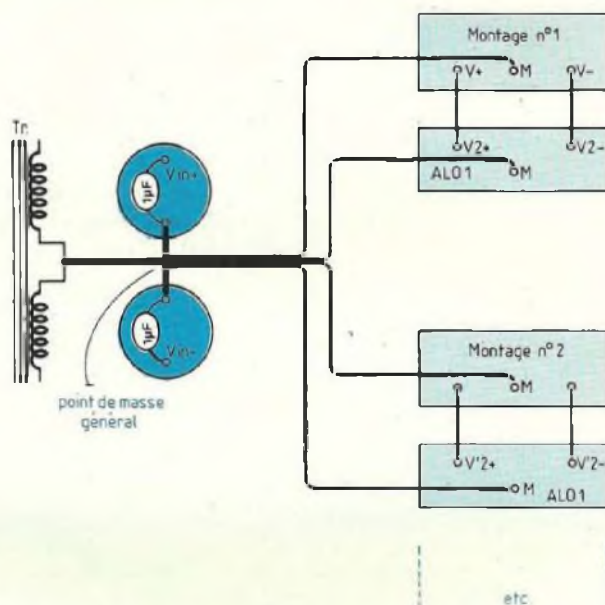 Montage n°1
V+
M
V-
Tr.
V2+
V2-
AL01
M
Vin+
1µF
1µF
Vin-
point de masse
général
Montage n°2
M
V'2+
V'2-
M
AL01
etc